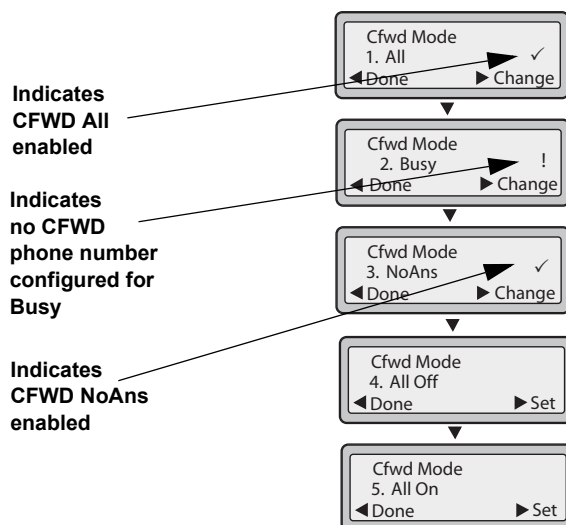 Cfwd Mode
1. All ✓
◀Done ▶Change
Indicates
CFWD All
enabled
Cfwd Mode
2. Busy !
◀Done ▶Change
Indicates
no CFWD
phone number
configured for
Busy
Cfwd Mode
3. NoAns ✓
◀Done ▶Change
Indicates
CFWD NoAns
enabled
Cfwd Mode
4. All Off
◀Done ▶Set
Cfwd Mode
5. All On
◀Done ▶Set